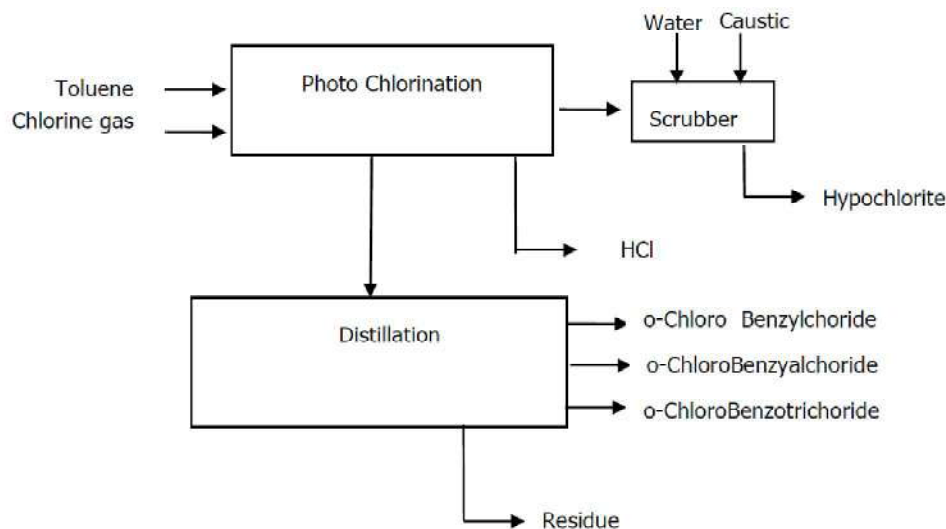 Water Caustic
Photo Chlorination
Toluene
Chlorine gas
Scrubber
Hypochlorite
HCl
o-Chloro Benzylchoride
Distillation
o-ChloroBenzyalchoride
o-ChloroBenzotrichoride
Residue